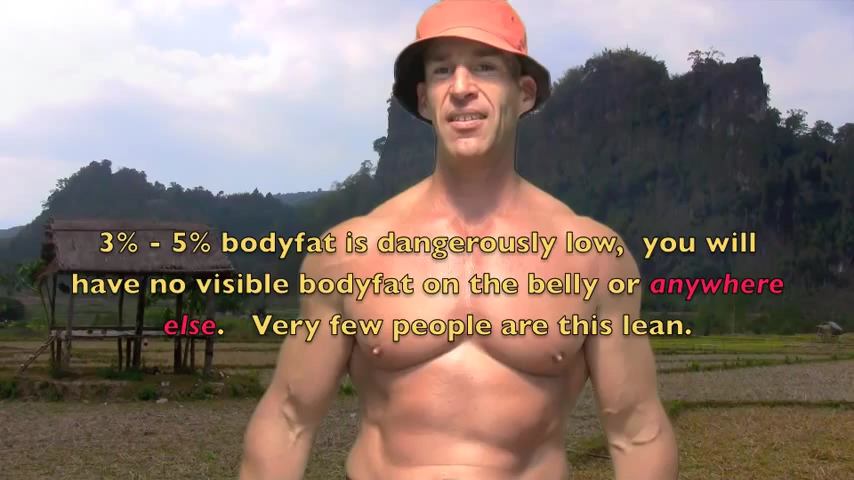 3% - 5% bodyfat is dangerously low,  you will
have no visible bodyfat on the belly or anywhere
else.   Very few people are this lean.